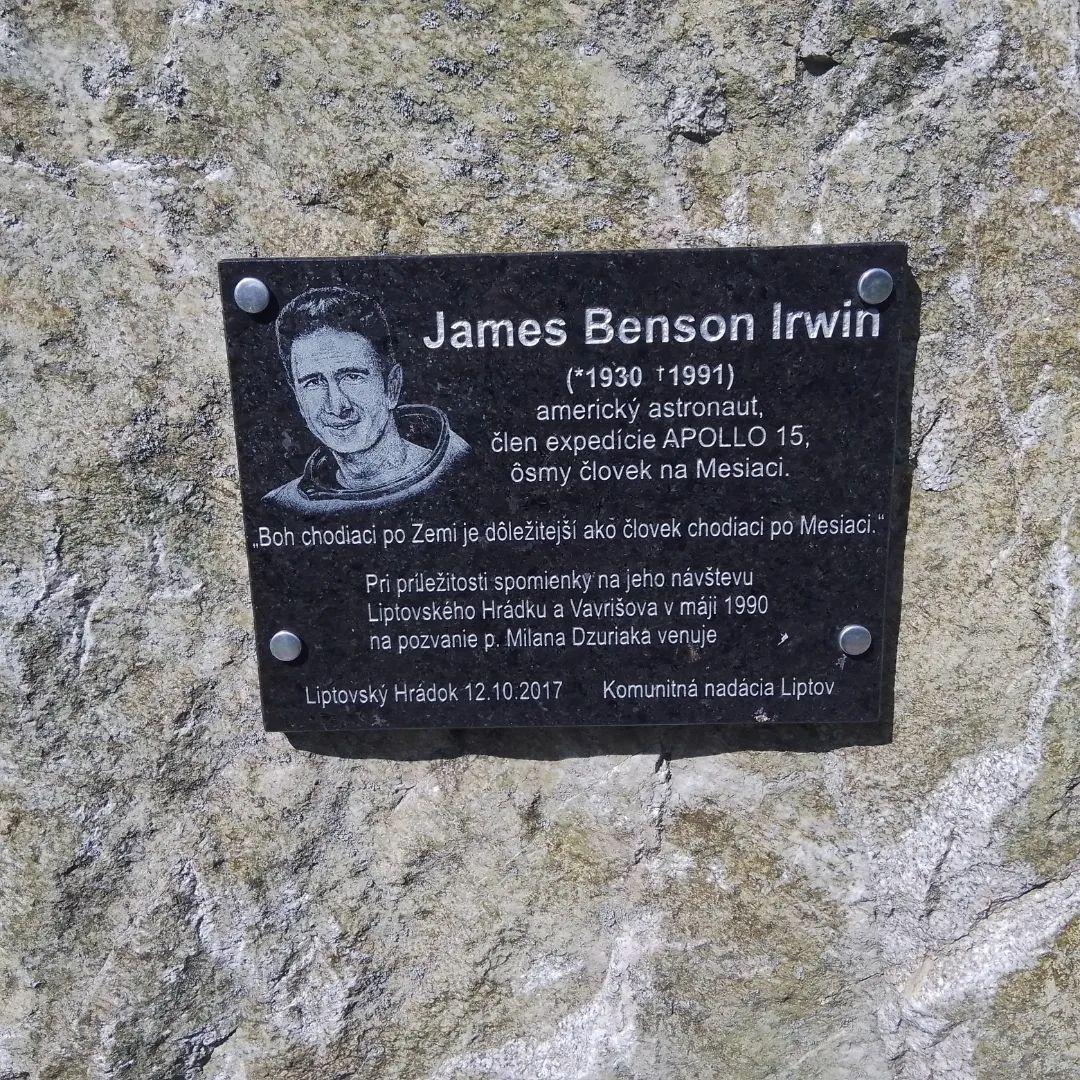 James Benson Irwin
(*1930 †1991)
americký astronaut,
člen expedície APOLLO 15,
ôsmy človek na Mesiaci.
„Boh chodiaci po Zemi je dôležitejší ako človek chodiaci po Mesiaci.“
Pri príležitosti spomienky na jeho návštevu
Liptovského Hrádku a Vavrišova v máji 1990
na pozvanie p. Milana Dzuriaka venuje
Liptovský Hrádok 12.10.2017 Komunitná nadácia Liptov